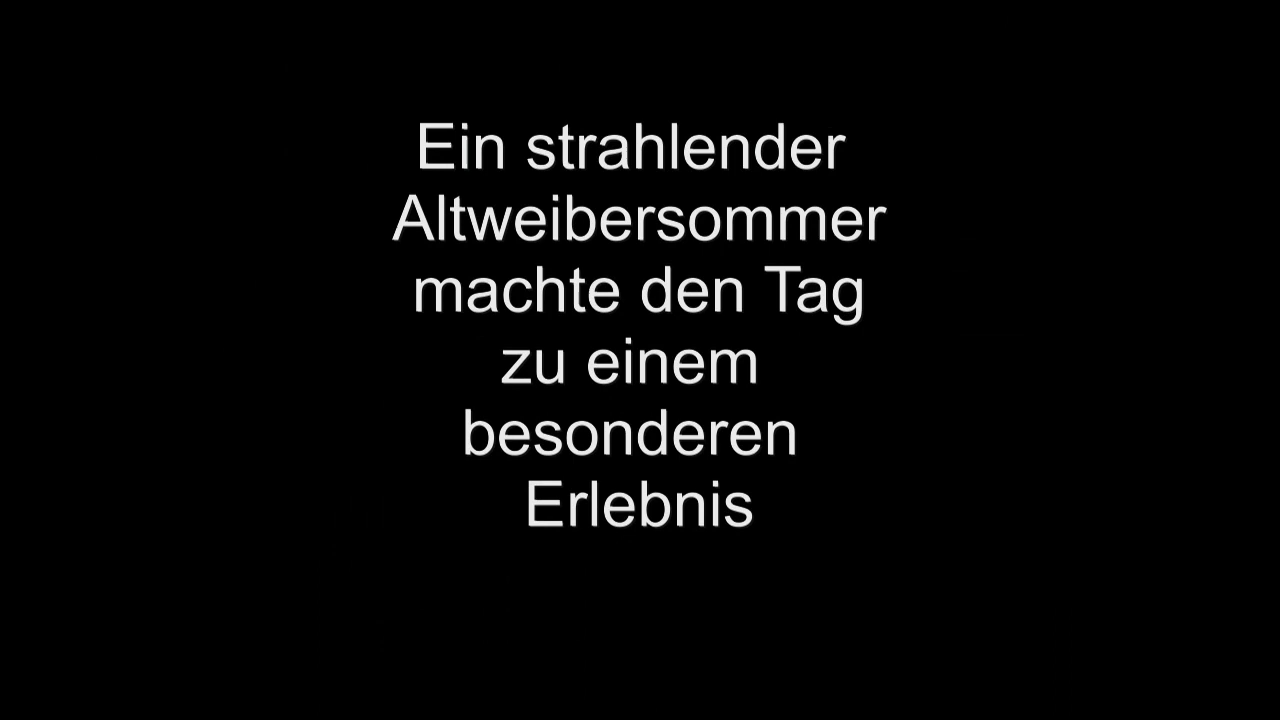 Ein strahlender
Altweibersommer
machte den Tag
zu einem
besonderen
Erlebnis